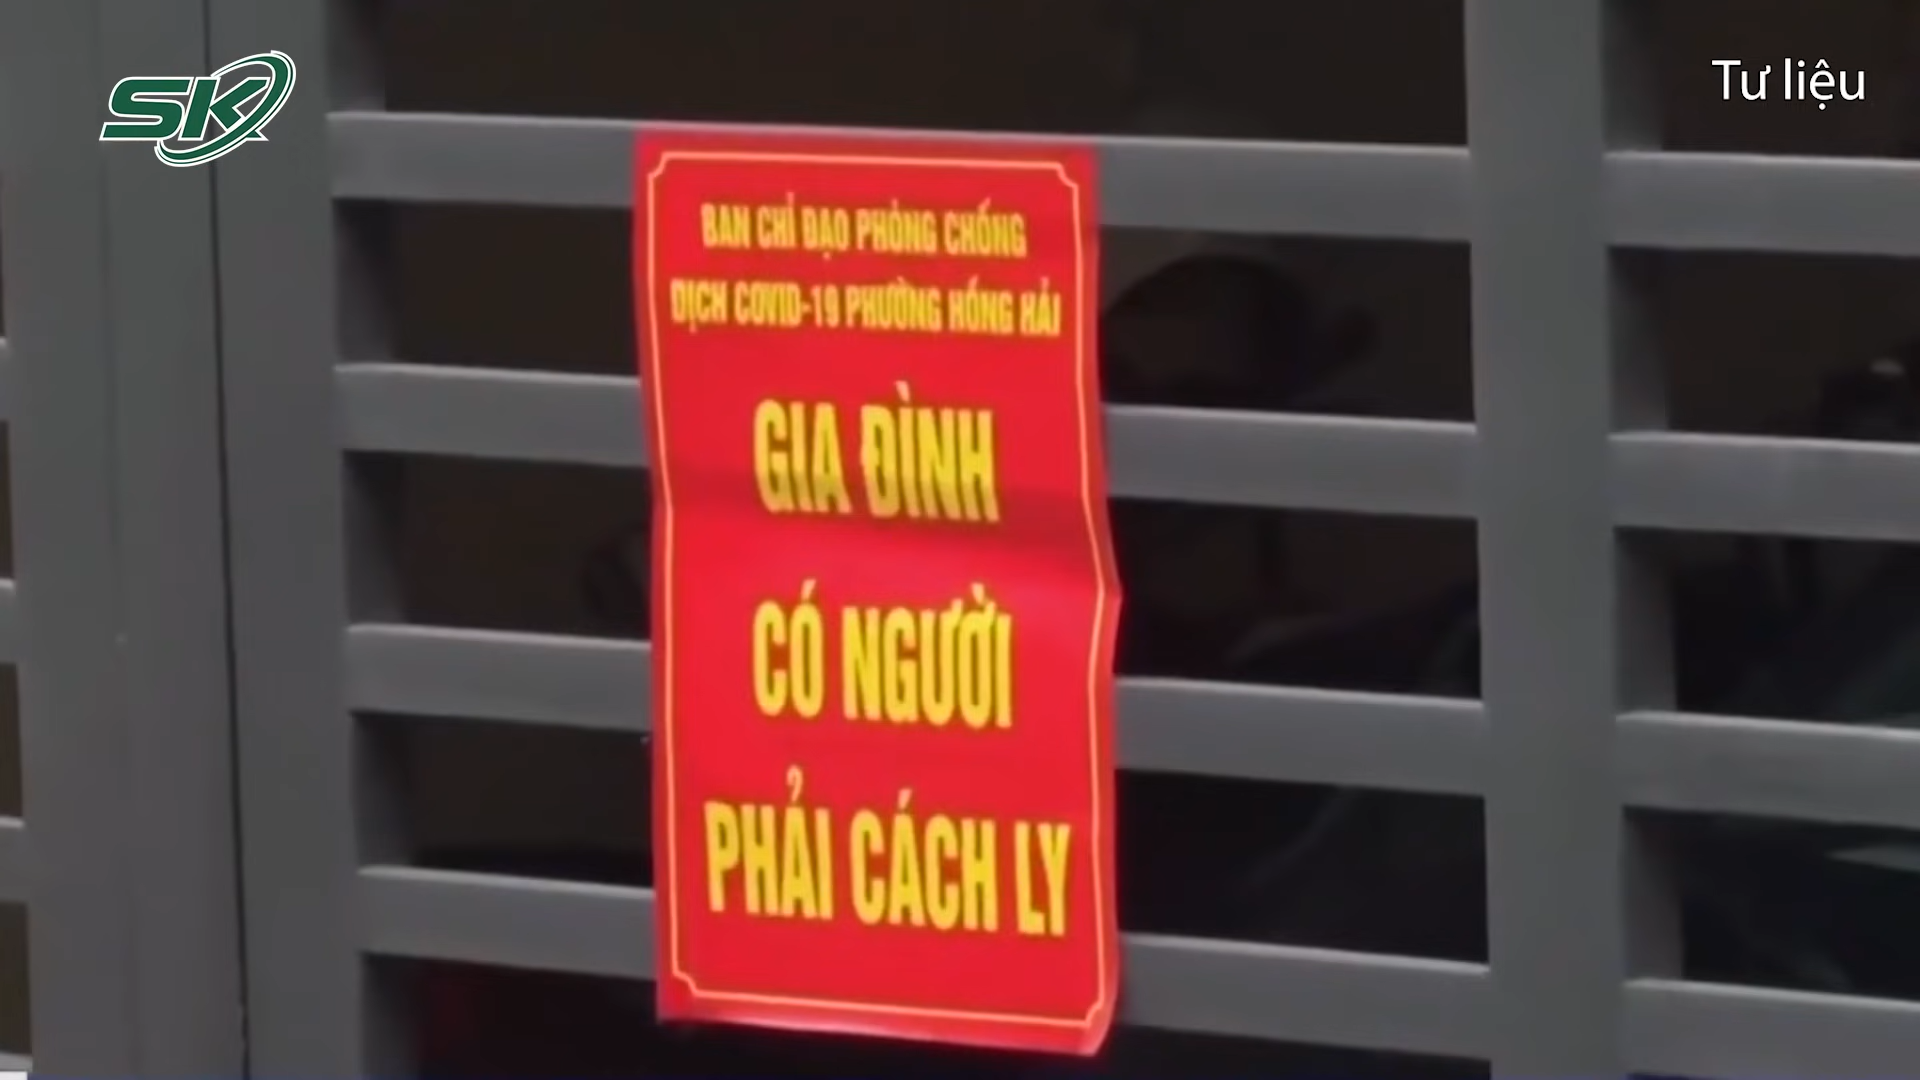 SK
Tư liệu
BAN CHỈ ĐẠO PHÒNG CHỐNG
DỊCH COVID-19 PHƯỜNG HỒNG HẢI
GIA ĐÌNH
CÓ NGƯỜI
PHẢI CÁCH LY